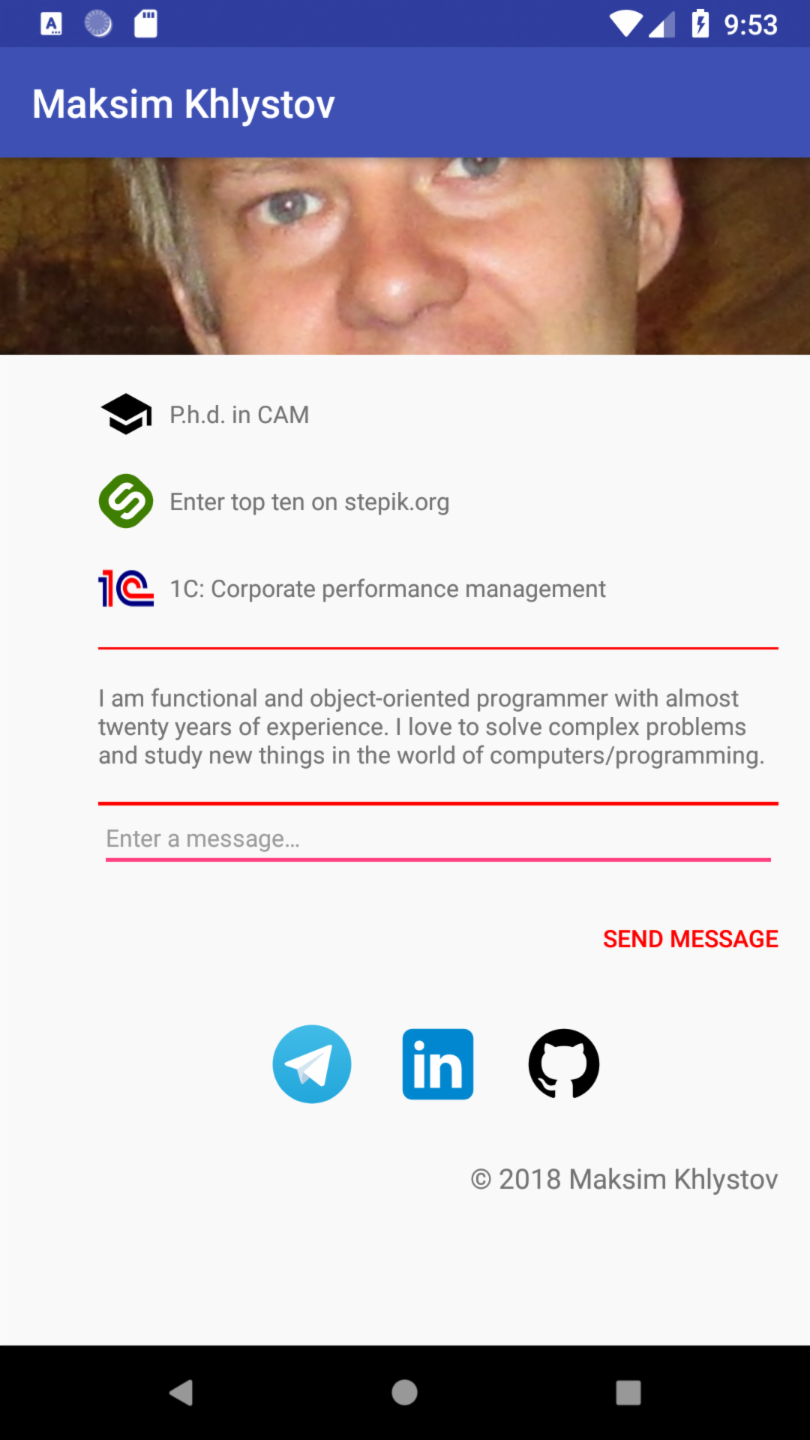 9:53
Maksim Khlystov
P.h.d. in CAM
Enter top ten on stepik.org
1C
1C: Corporate performance management
I am functional and object-oriented programmer with almost
twenty years of experience. I love to solve complex problems
and study new things in the world of computers/programming.
Enter a message...
SEND MESSAGE
in
© 2018 Maksim Khlystov